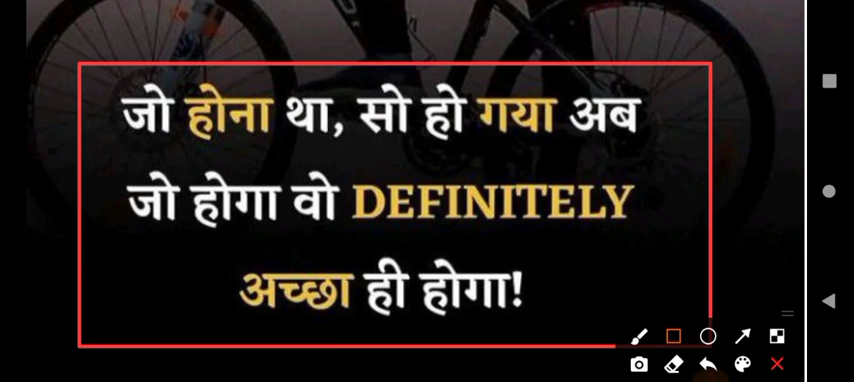 जो होना था, सो हो गया अब
जो होगा वो DEFINITELY
अच्छा ही होगा!